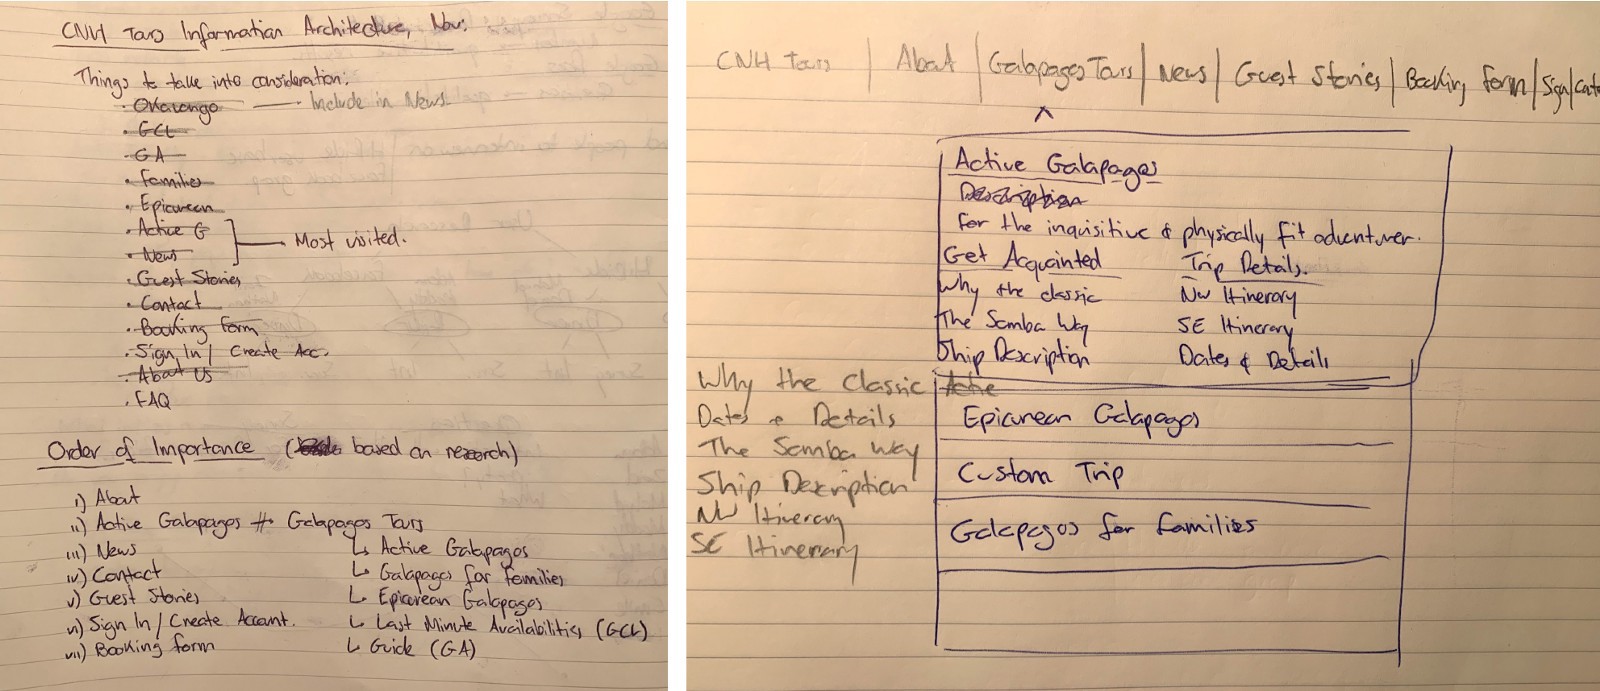 CNH Tours Information Architecture, Nov.
Things to take into consideration:
· Okavango — Include in News.
· GCL
· GA
· Families
· Epicurean
· Active G
· News
Most visited.
· Guest Stories
· Contact
· Booking Form
· Sign In / Create Acc.
· About Us
· FAQ
Order of Importance ( based on research)
i) About
ii) Active Galapagos Galapagos Tours
iii) News
iv) Contact
v) Guest Stories
vi) Sign In / Create Account.
vii) Booking form
↳ Active Galapagos
↳ Galapagos for Families
↳ Epicurean Galapagos
↳ Last Minute Availabilities (GCL)
↳ Guide (GA)
CNH Tours | About | Galapagos Tours | News | Guest Stories | Booking Form | Sign/
Active Galapagos
Description
For the inquisitive & physically fit adventurer.
Get Acquainted Trip Details.
Why the classic NW Itinerary
The Samba Way SE Itinerary
Ship Description Dates & Details
Epicurean Galapagos
Custom Trip
Galapagos for Families
Why the Classic Active
Dates + Details
The Samba Way
Ship Description
NW Itinerary
SE Itinerary